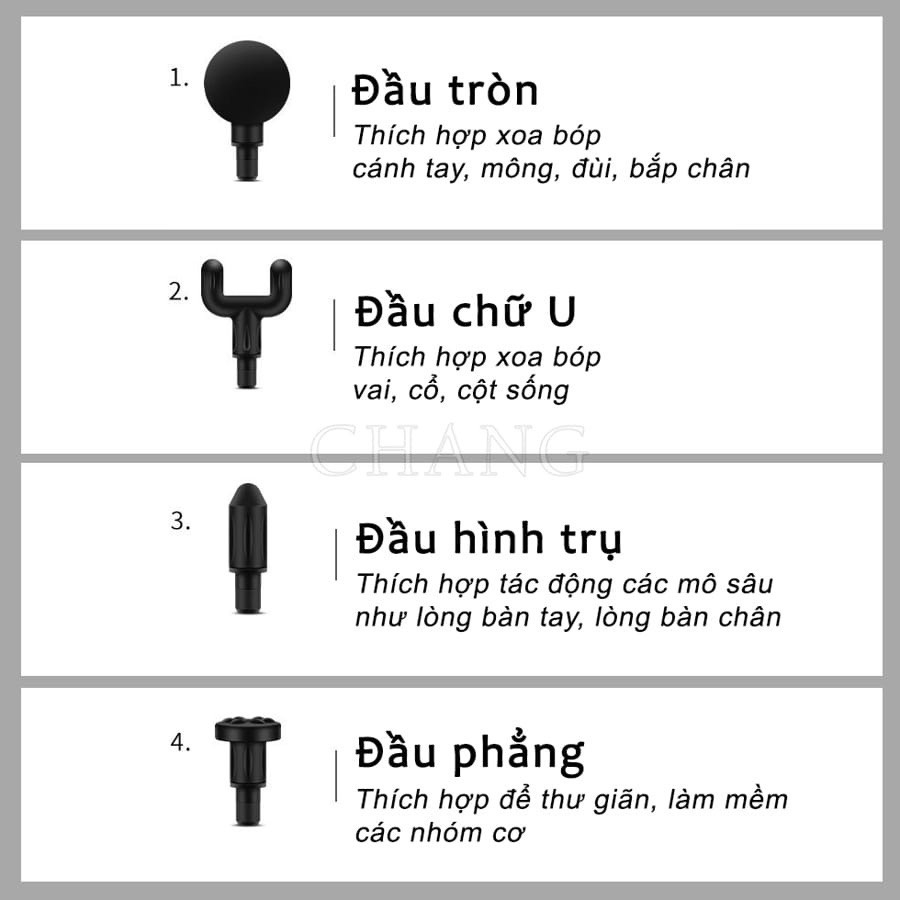 1.
Đầu tròn
Thích hợp xoa bóp
cánh tay, mông, đùi, bắp chân
2.
Đầu chữ U
Thích hợp xoa bóp
vai, cổ, cột sống
CHANG
3.
Đầu hình trụ
Thích hợp tác động các mô sâu
như lòng bàn tay, lòng bàn chân
4.
Đầu phẳng
Thích hợp để thư giãn, làm mềm
các nhóm cơ